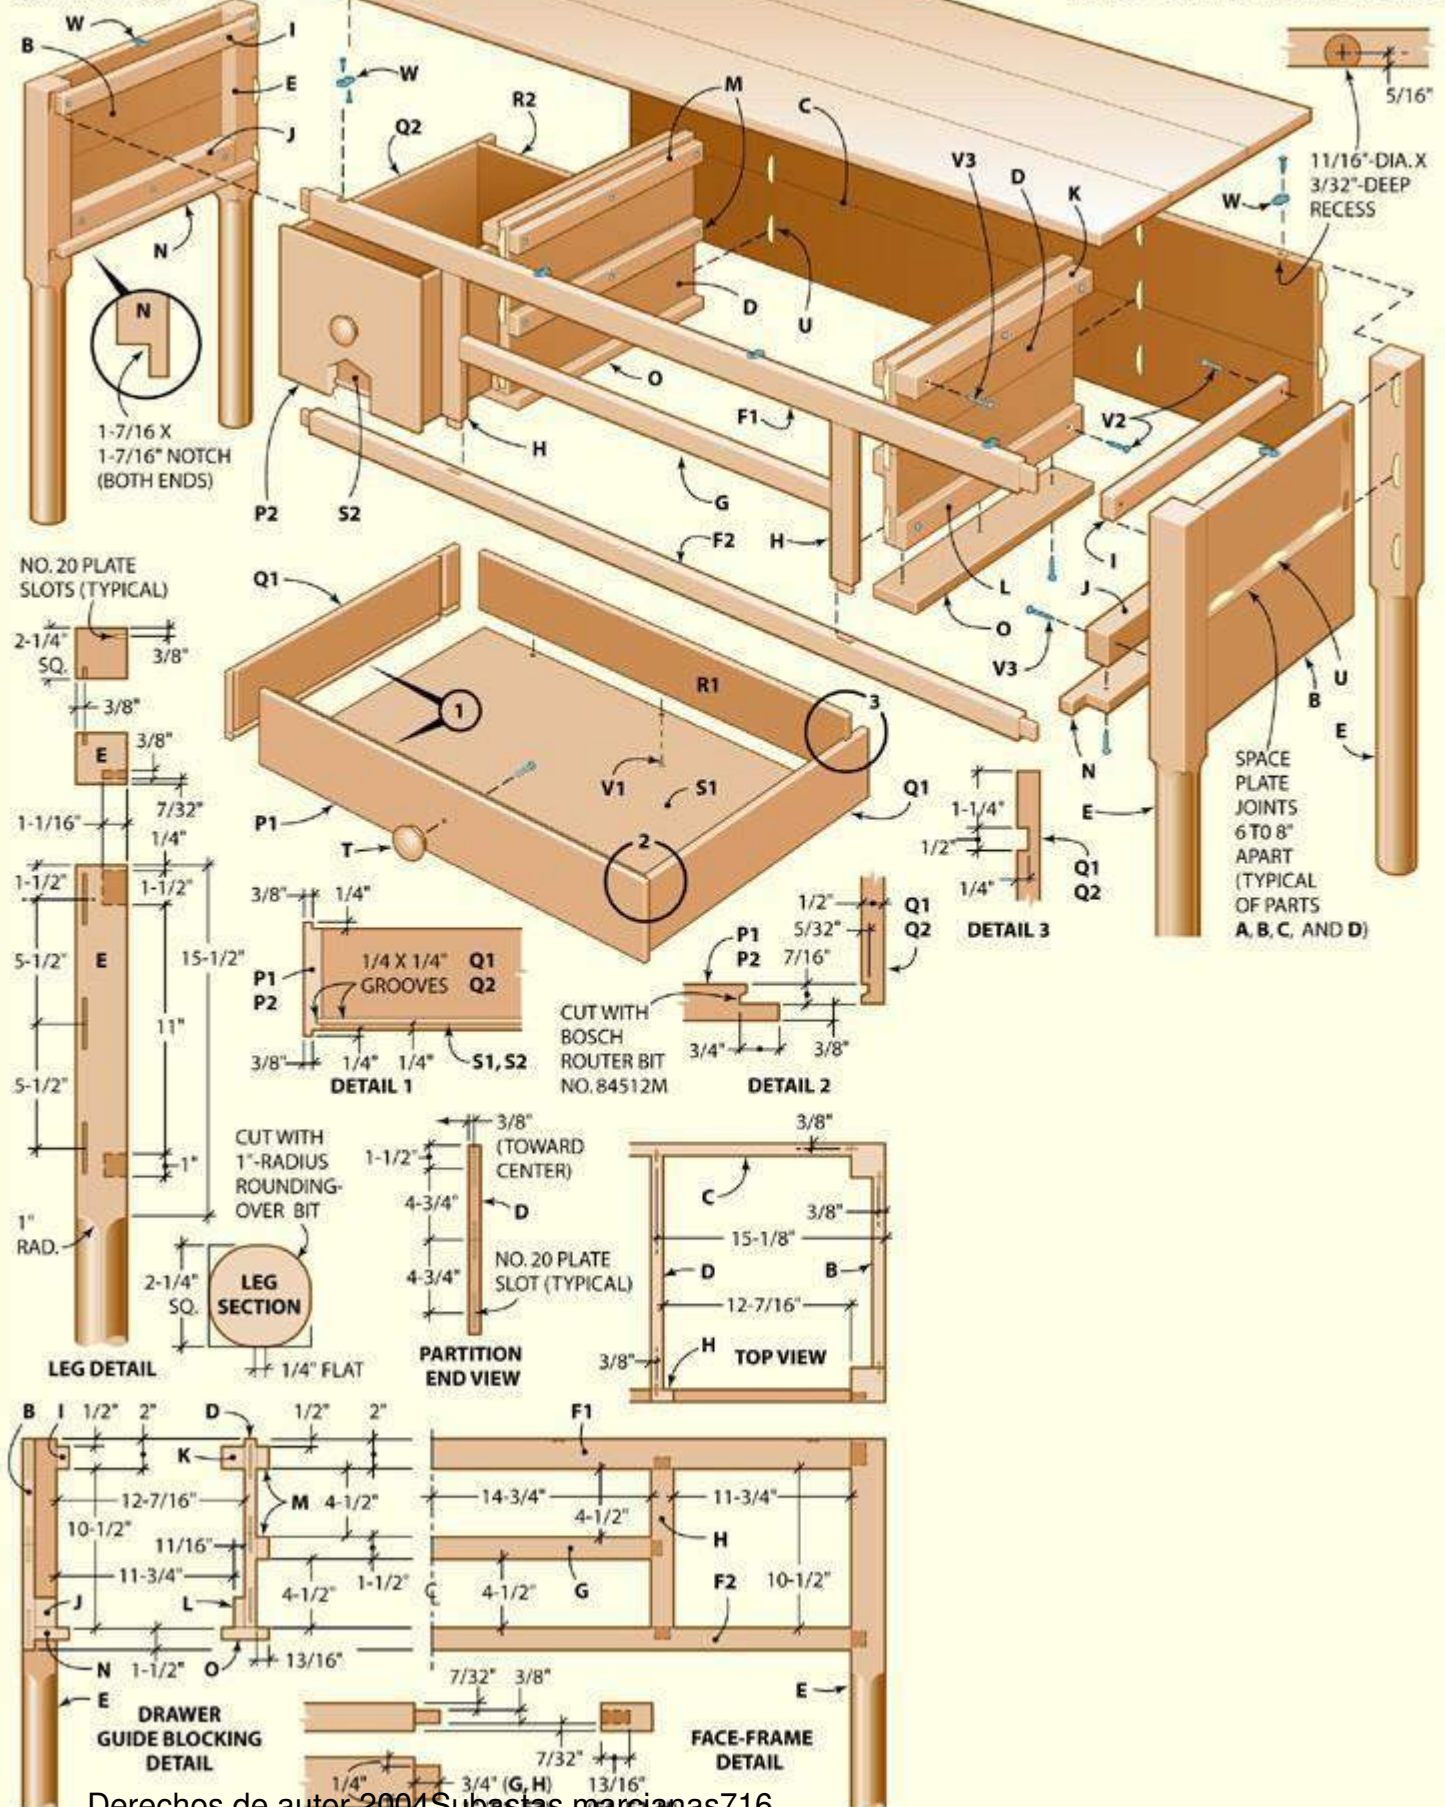 W
B
I
E
J
N
N
1-7/16 X
1-7/16" NOTCH
(BOTH ENDS)
W
R2
Q2
M
C
V3
D
K
W
5/16"
11/16"-DIA. X
3/32"-DEEP
RECESS
D
U
O
F1
V2
H
G
P2
S2
F2
H
I
L
J
O
V3
N
E
B
U
E
SPACE
PLATE
JOINTS
6 TO 8"
APART
(TYPICAL
OF PARTS
A, B, C, AND D)
NO. 20 PLATE
SLOTS (TYPICAL)
2-1/4"
SQ.
3/8"
3/8"
E
3/8"
7/32"
1-1/16"
1/4"
1-1/2"
1-1/2"
5-1/2"
E
15-1/2"
11"
5-1/2"
1"
1"
RAD.
LEG DETAIL
CUT WITH
1"-RADIUS
ROUNDING-
OVER BIT
2-1/4"
SQ.
LEG
SECTION
1/4" FLAT
Q1
1
R1
3
V1
S1
Q1
P1
T
2
3/8"
1/4"
P1
P2
1/4 X 1/4"
GROOVES
Q1
Q2
3/8"
1/4"
1/4"
S1, S2
DETAIL 1
1/2"
5/32"
7/16"
Q1
Q2
P1
P2
CUT WITH
BOSCH
ROUTER BIT
NO. 84512M
3/4"
3/8"
DETAIL 2
1-1/4"
1/2"
1/4"
Q1
Q2
DETAIL 3
3/8"
(TOWARD
CENTER)
1-1/2"
4-3/4"
D
4-3/4"
NO. 20 PLATE
SLOT (TYPICAL)
PARTITION
END VIEW
3/8"
C
3/8"
15-1/8"
D
B
12-7/16"
3/8"
H
TOP VIEW
B
I
1/2"
2"
D
1/2"
2"
K
12-7/16"
M
4-1/2"
10-1/2"
11/16"
11-3/4"
4-1/2"
1-1/2"
J
L
N
1-1/2"
O
13/16"
E
DRAWER
GUIDE BLOCKING
DETAIL
F1
14-3/4"
11-3/4"
4-1/2"
H
4-1/2"
G
F2
10-1/2"
E
FACE-FRAME
DETAIL
7/32"
3/8"
7/32"
1/4"
3/4" (G, H)
13/16"
Derechos de autor 2004Subastas marcianas716